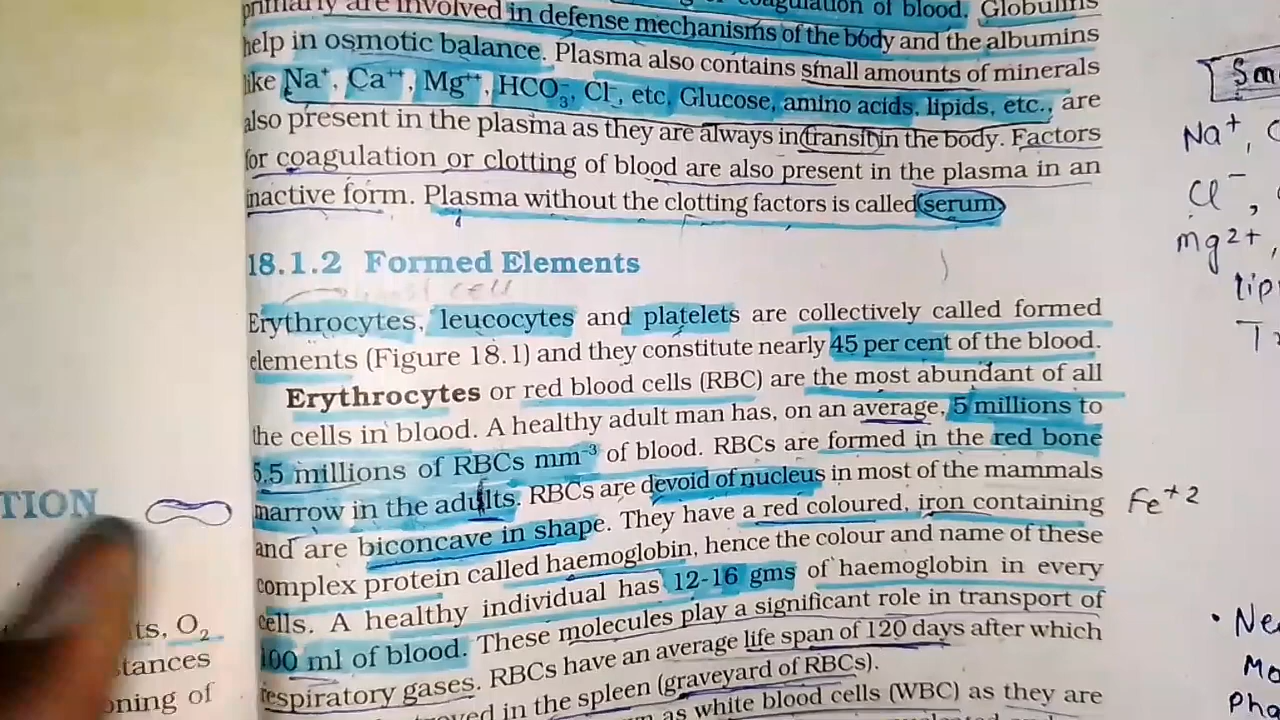 primarily are involved in defense mechanisms of the body and the albumins
coagulation of blood. Globulins
help in osmotic balance. Plasma also contains small amounts of minerals
like Na⁺, Ca⁺⁺, Mg⁺⁺, HCO₃⁻, Cl⁻, etc. Glucose, amino acids, lipids, etc., are
also present in the plasma as they are always in transit in the body. Factors
for coagulation or clotting of blood are also present in the plasma in an
inactive form. Plasma without the clotting factors is called serum
18.1.2 Formed Elements
cell
Erythrocytes, leucocytes and platelets are collectively called formed
elements (Figure 18.1) and they constitute nearly 45 per cent of the blood.
Erythrocytes or red blood cells (RBC) are the most abundant of all
the cells in blood. A healthy adult man has, on an average, 5 millions to
5.5 millions of RBCs mm⁻³ of blood. RBCs are formed in the red bone
marrow in the adults. RBCs are devoid of nucleus in most of the mammals
and are biconcave in shape. They have a red coloured, iron containing
complex protein called haemoglobin, hence the colour and name of these
cells. A healthy individual has 12-16 gms of haemoglobin in every
100 ml of blood. These molecules play a significant role in transport of
respiratory gases. RBCs have an average life span of 120 days after which
in the spleen (graveyard of RBCs).
as white blood cells (WBC) as they are
TION
ts, O₂
tances
ning of
Fe⁺²
Na⁺,
Cl⁻,
mg2+,
• Ne
Mo
Pho